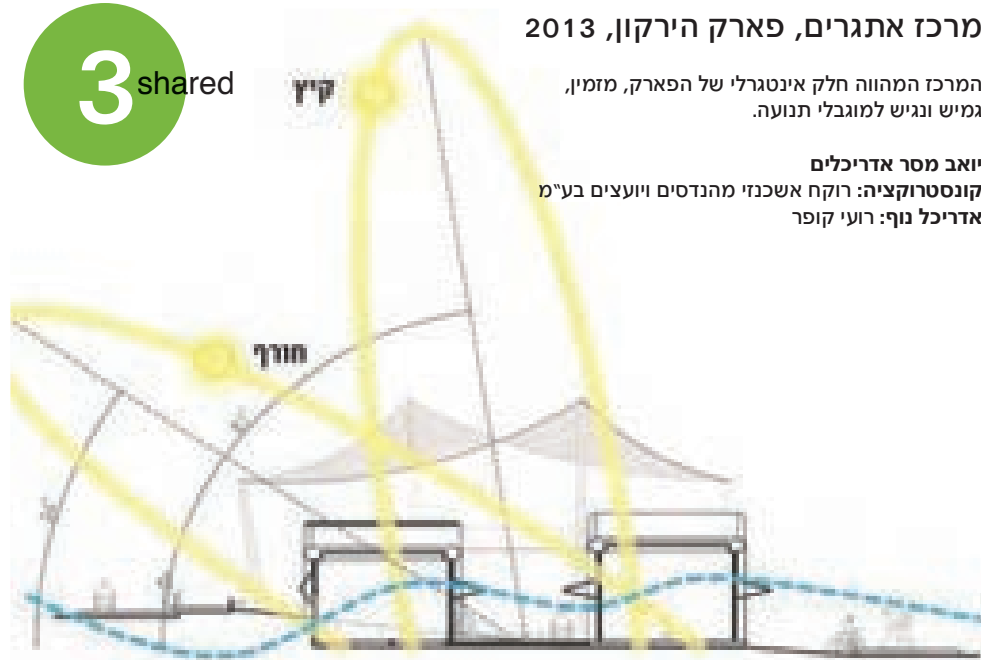 מרכז אתגרים, פארק הירקון, 2013
המרכז המהווה חלק אינטגרלי של הפארק, מזמין,
גמיש ונגיש למוגבלי תנועה.
יואב מסר אדריכלים
קונסטרוקציה: רוקח אשכנזי מהנדסים ויועצים בע"מ
אדריכל נוף: רועי קופר
3 shared
קיץ
חורף